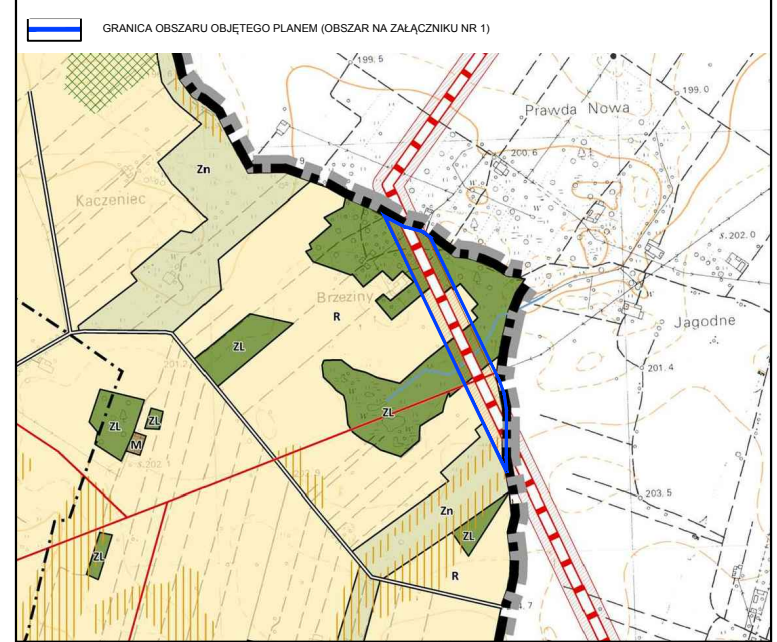 GRANICA OBSZARU OBJĘTEGO PLANEM (OBSZAR NA ZAŁĄCZNIKU NR 1)
199.5
199.0
Prawda Nowa
200.6
Zn
Kaczeniec
s.202.0
Brzeziny
R
Jagodne
ZL
201.4
ZL
ZL
ZL
M
s.202.1
203.5
Zn
ZL
ZL
R